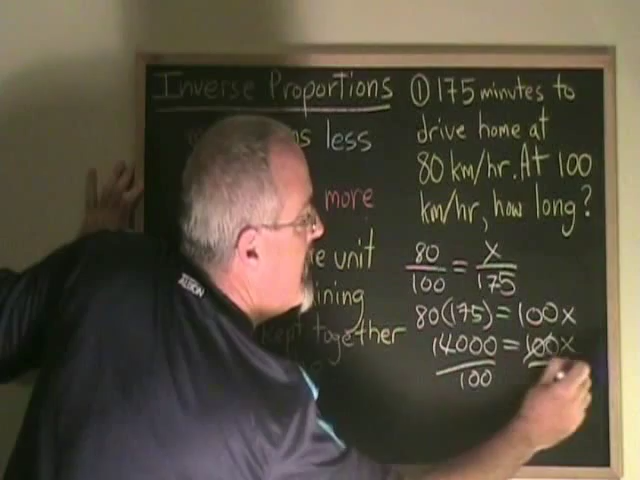 Inverse Proportions
less
more
unit
kept together
① 175 minutes to
drive home at
80 km/hr. At 100
km/hr, how long?
80/100 = x/175
80(175) = 100x
14000 = 100x
100